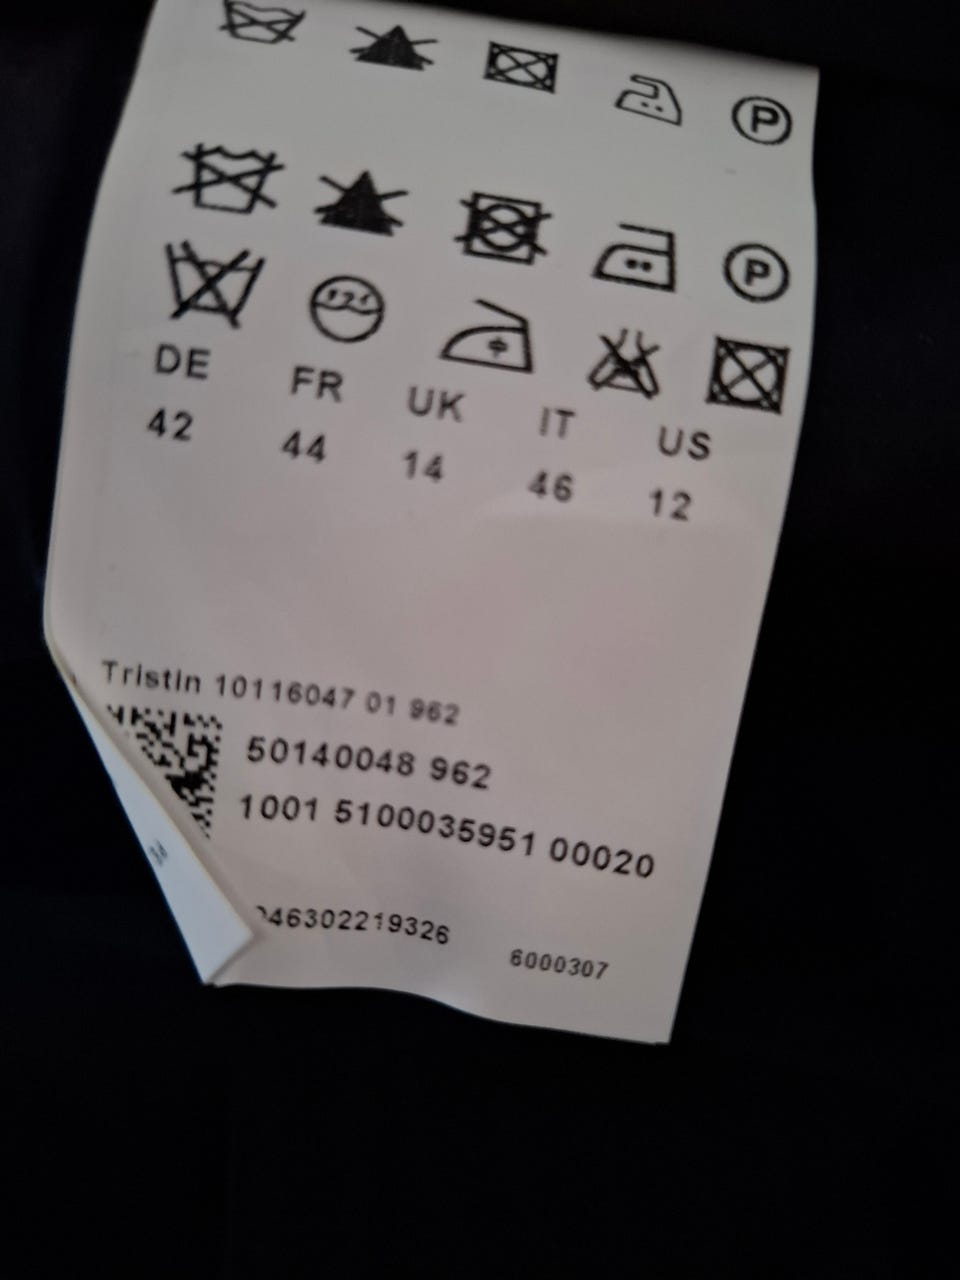 P
P
DE FR UK IT US
42 44 14 46 12
Tristin 10116047 01 962
50140048 962
1001 5100035951 00020
46302219326 6000307